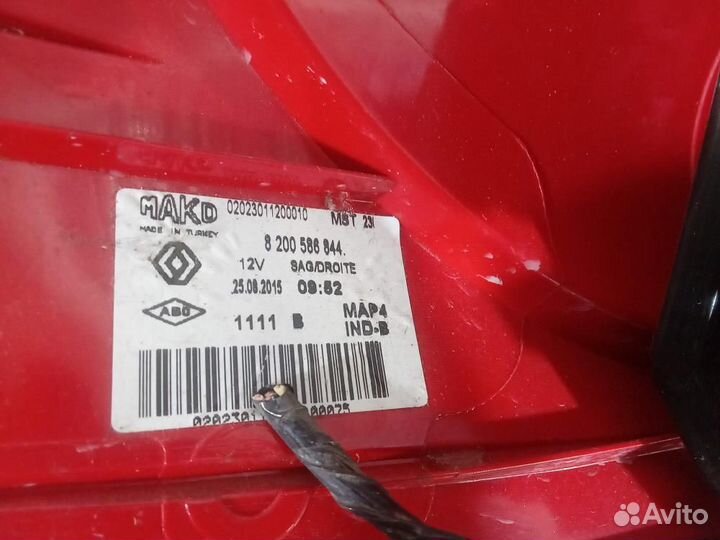 MAKO 02023011200010 MST 23
MADE IN TURKEY
8 200 586 844.
12V SAG/DROITE
25.08.2015 09:52
1111 B MAP4
IND-B
Avito